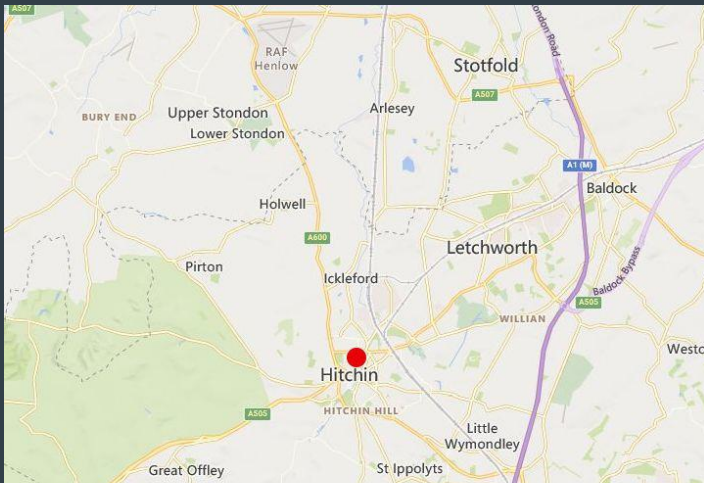 A507
London Road
RAF
Henlow
Stotfold
A507
BURY END
Upper Stondon
Arlesey
Lower Stondon
A1 (M)
Baldock
Holwell
A600
Letchworth
Pirton
Ickleford
Baldock Bypass
A505
WILLIAN
Hitchin
A505
HITCHIN HILL
Little
Wymondley
Great Offley
St Ippolyts